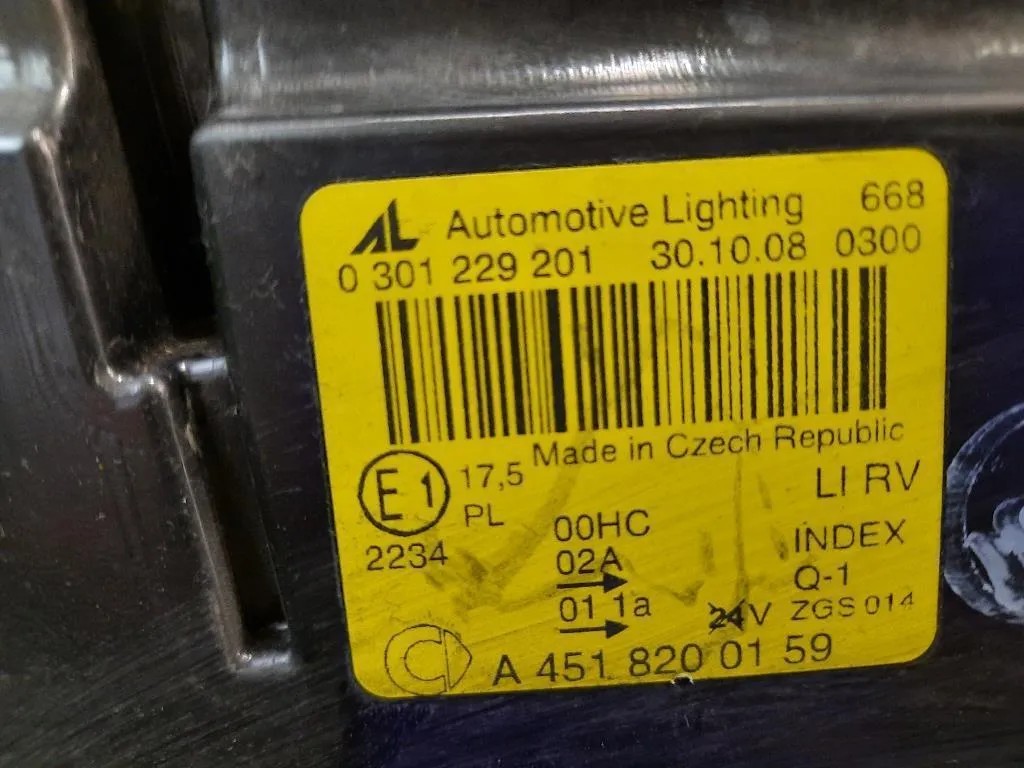 AL Automotive Lighting 668
0 301 229 201 30.10.08 0300
Made in Czech Republic
E1 17,5 LI RV
PL 00HC INDEX
2234 02A Q-1
01 1a 24V ZGS 014
A 451 820 01 59